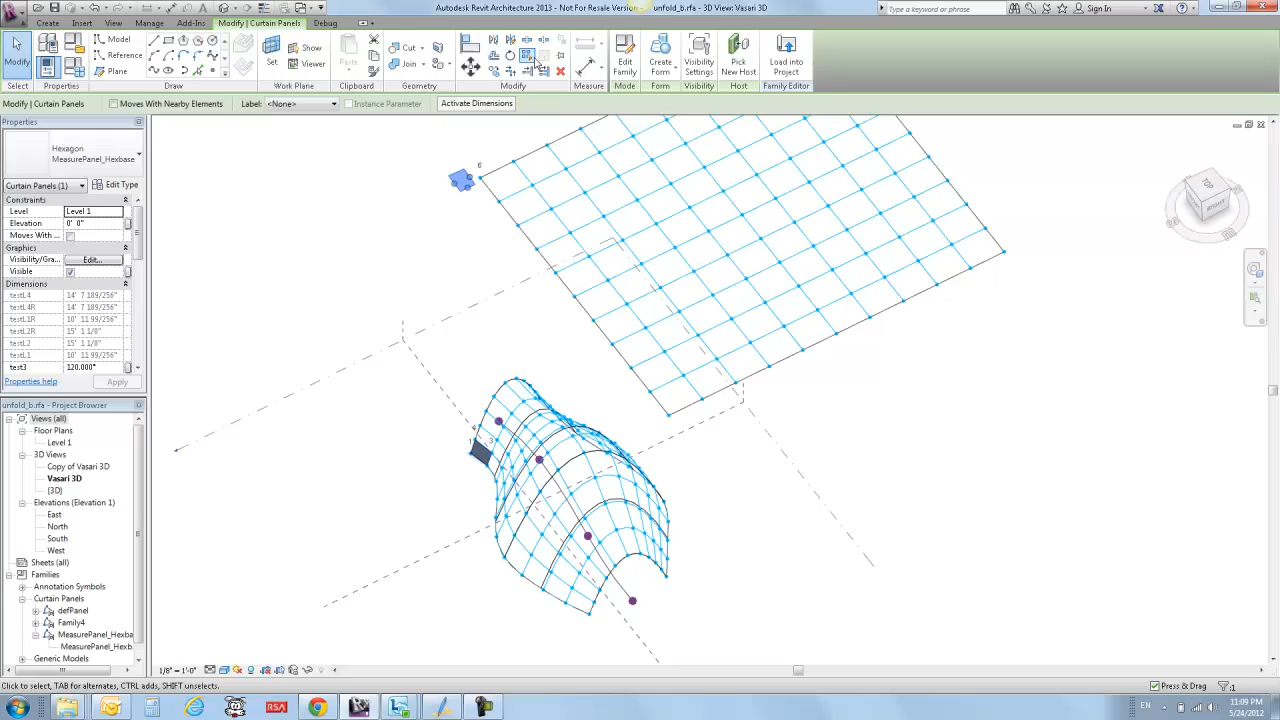 Autodesk Revit Architecture 2013 - Not For Resale Version - unfold_b.rfa - 3D View: Vasari 3D
Type a keyword or phrase
Sign In
Home Insert View Manage Add-Ins Modify | Curtain Panels Debug
Model
Reference
Plane
Show
Viewer
Cut
Join
Modify
Set
Paste
Edit Family
Create Form
Visibility Settings
Pick New Host
Load into Project
Select Properties Draw Work Plane Clipboard Geometry Modify Measure Mode Form Visibility Host Family Editor
Modify | Curtain Panels
Moves With Nearby Elements
Label: <None>
Instance Parameter
Activate Dimensions
Properties
Hexagon
MeasurePanel_Hexbase
Curtain Panels (1)
Edit Type
Constraints
Level Level 1
Elevation 0' 0"
Moves With ...
Graphics
Visibility/Gra... Edit...
Visible
Dimensions
testL4 14' 7 189/256"
testL4R 14' 7 189/256"
testL1R 10' 11 99/256"
testL2R 15' 1 1/8"
testL2 15' 1 1/8"
testL1 10' 11 99/256"
test3 120.000°
Properties help
Apply
unfold_b.rfa - Project Browser
Views (all)
Floor Plans
Level 1
3D Views
Copy of Vasari 3D
Vasari 3D
{3D}
Elevations (Elevation 1)
East
North
South
West
Sheets (all)
Families
Annotation Symbols
Curtain Panels
defPanel
Family4
MeasurePanel_Hexba
MeasurePanel_Hexb
Generic Models
6
3
TOP
RIGHT
1/8" = 1'-0"
Click to select, TAB for alternates, CTRL adds, SHIFT unselects.
Press & Drag
:1
RSA
EN
11:09 PM
5/24/2012